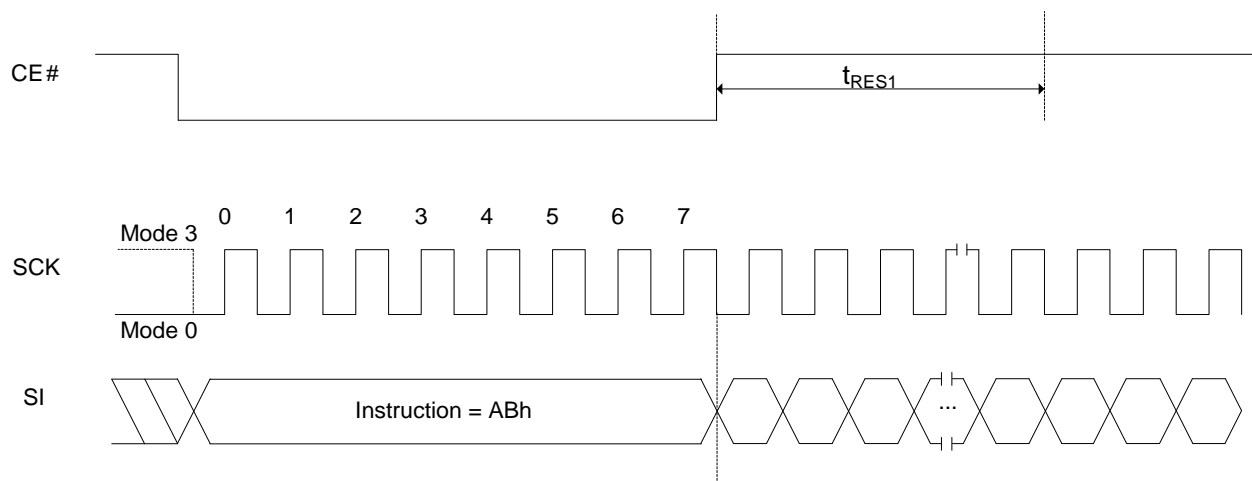 CE#
tRES1
0 1 2 3 4 5 6 7
Mode 3
SCK
Mode 0
SI
Instruction = ABh
...